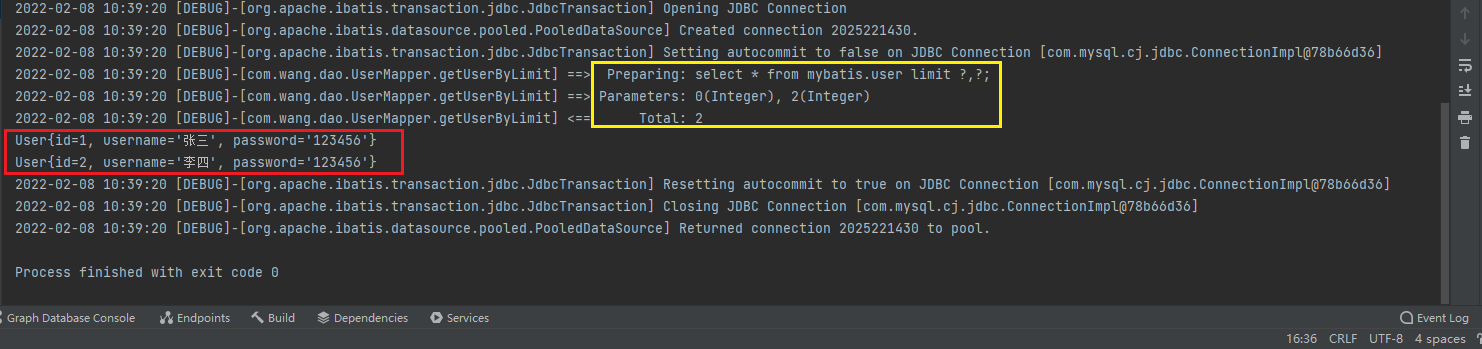 2022-02-08 10:39:20 [DEBUG]-[org.apache.ibatis.transaction.jdbc.JdbcTransaction] Opening JDBC Connection
2022-02-08 10:39:20 [DEBUG]-[org.apache.ibatis.datasource.pooled.PooledDataSource] Created connection 2025221430.
2022-02-08 10:39:20 [DEBUG]-[org.apache.ibatis.transaction.jdbc.JdbcTransaction] Setting autocommit to false on JDBC Connection [com.mysql.cj.jdbc.ConnectionImpl@78b66d36]
2022-02-08 10:39:20 [DEBUG]-[com.wang.dao.UserMapper.getUserByLimit] ==>  Preparing: select * from mybatis.user limit ?,?;
2022-02-08 10:39:20 [DEBUG]-[com.wang.dao.UserMapper.getUserByLimit] ==> Parameters: 0(Integer), 2(Integer)
2022-02-08 10:39:20 [DEBUG]-[com.wang.dao.UserMapper.getUserByLimit] <==      Total: 2
User{id=1, username='张三', password='123456'}
User{id=2, username='李四', password='123456'}
2022-02-08 10:39:20 [DEBUG]-[org.apache.ibatis.transaction.jdbc.JdbcTransaction] Resetting autocommit to true on JDBC Connection [com.mysql.cj.jdbc.ConnectionImpl@78b66d36]
2022-02-08 10:39:20 [DEBUG]-[org.apache.ibatis.transaction.jdbc.JdbcTransaction] Closing JDBC Connection [com.mysql.cj.jdbc.ConnectionImpl@78b66d36]
2022-02-08 10:39:20 [DEBUG]-[org.apache.ibatis.datasource.pooled.PooledDataSource] Returned connection 2025221430 to pool.
Process finished with exit code 0
Graph Database Console Endpoints Build Dependencies Services Event Log
16:36 CRLF UTF-8 4 spaces